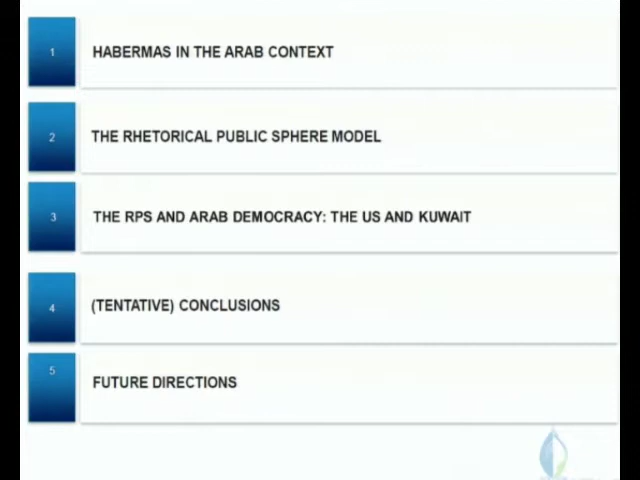 1
HABERMAS IN THE ARAB CONTEXT
2
THE RHETORICAL PUBLIC SPHERE MODEL
3
THE RPS AND ARAB DEMOCRACY: THE US AND KUWAIT
4
(TENTATIVE) CONCLUSIONS
5
FUTURE DIRECTIONS